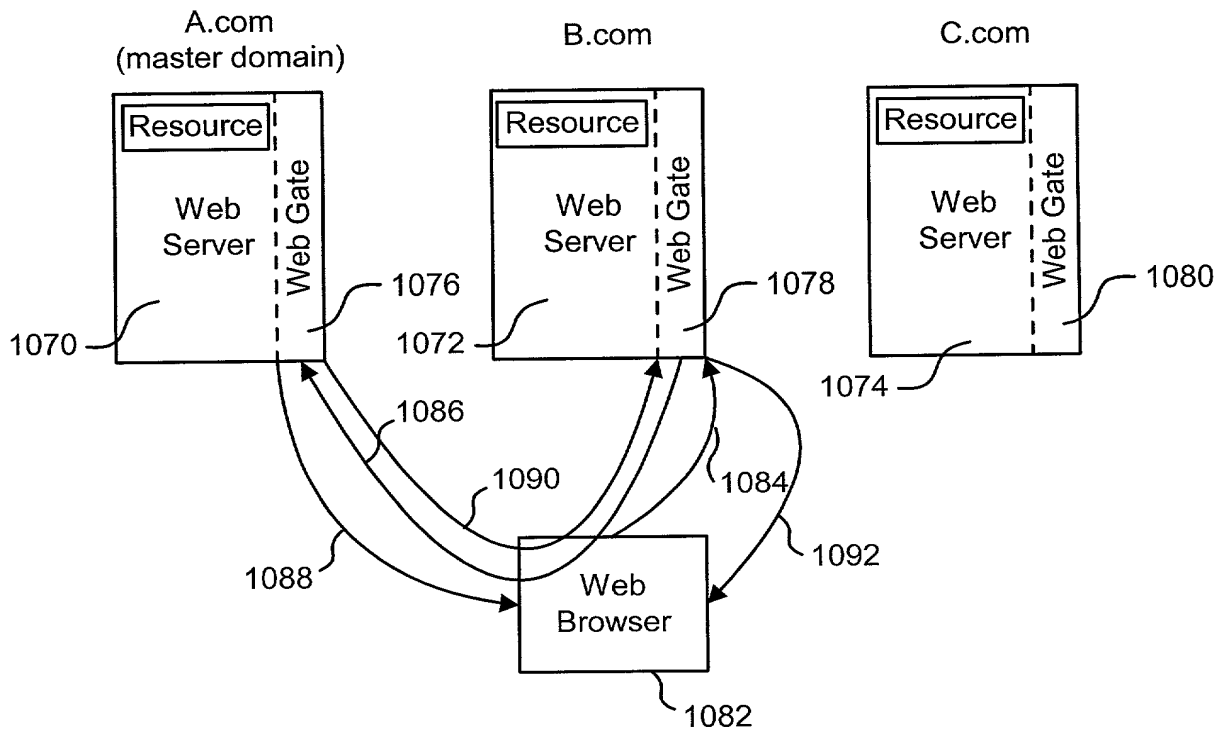 A.com
(master domain)
B.com
C.com
Resource
Resource
Resource
Web
Server
Web Gate
Web
Server
Web Gate
Web
Server
Web Gate
1076
1078
1080
1070
1072
1074
1086
1090
1084
1088
1092
Web
Browser
1082